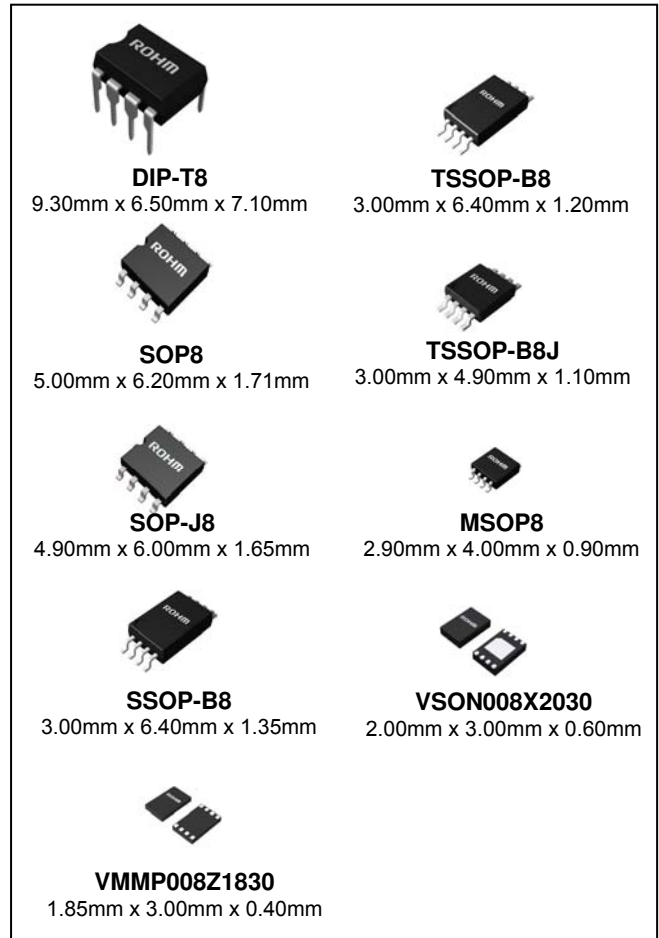 ROHM
DIP-T8
9.30mm x 6.50mm x 7.10mm
ROHM
TSSOP-B8
3.00mm x 6.40mm x 1.20mm
ROHM
SOP8
5.00mm x 6.20mm x 1.71mm
ROHM
TSSOP-B8J
3.00mm x 4.90mm x 1.10mm
ROHM
SOP-J8
4.90mm x 6.00mm x 1.65mm
ROHM
MSOP8
2.90mm x 4.00mm x 0.90mm
ROHM
SSOP-B8
3.00mm x 6.40mm x 1.35mm
ROHM
VSON008X2030
2.00mm x 3.00mm x 0.60mm
ROHM
VMMP008Z1830
1.85mm x 3.00mm x 0.40mm